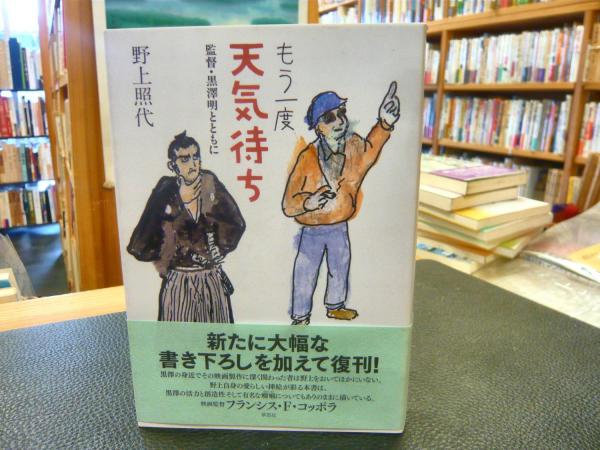 もう一度
天気待ち
監督・黒澤明とともに
野上照代
新たに大幅な
書き下ろしを加えて復刊!
黒澤の身近でその映画製作に深く関わった者は野上をおいてほかにいない。
野上自身の愛らしい挿絵が彩る本書は、
黒澤の活力と創造性そして有名な癇癪についてもありのままに描いている。
映画監督 フランシス・F・コッポラ
草思社